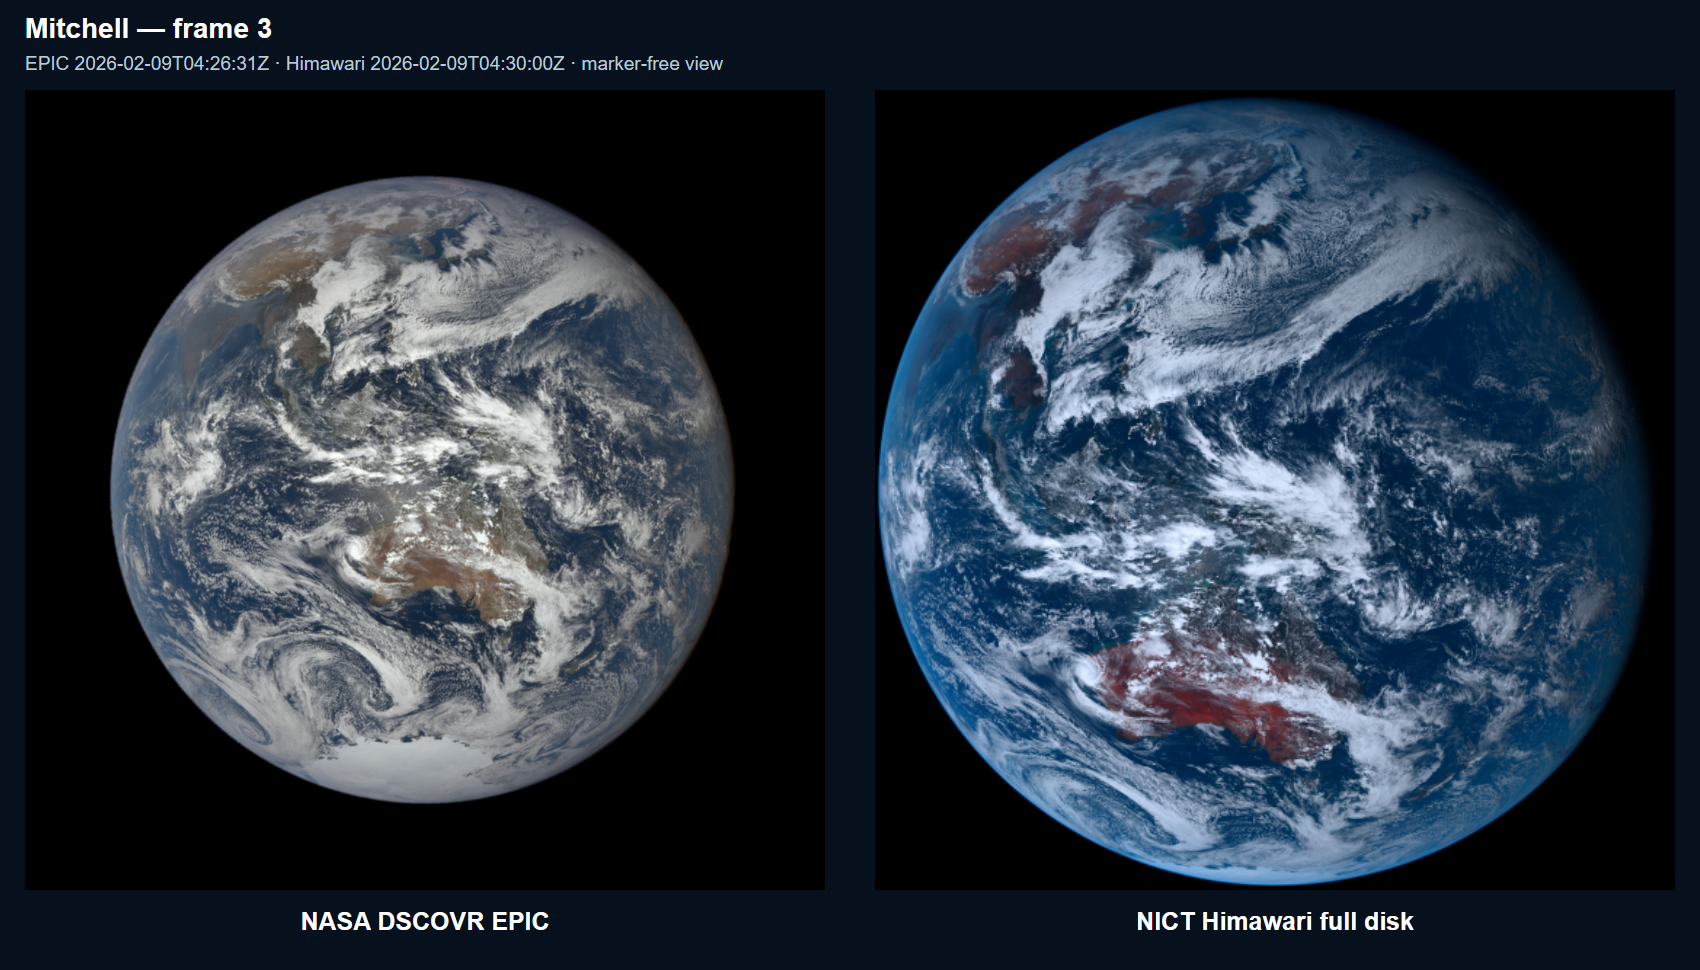 Mitchell — frame 3
EPIC 2026-02-09T04:26:31Z · Himawari 2026-02-09T04:30:00Z · marker-free view
NASA DSCOVR EPIC
NICT Himawari full disk